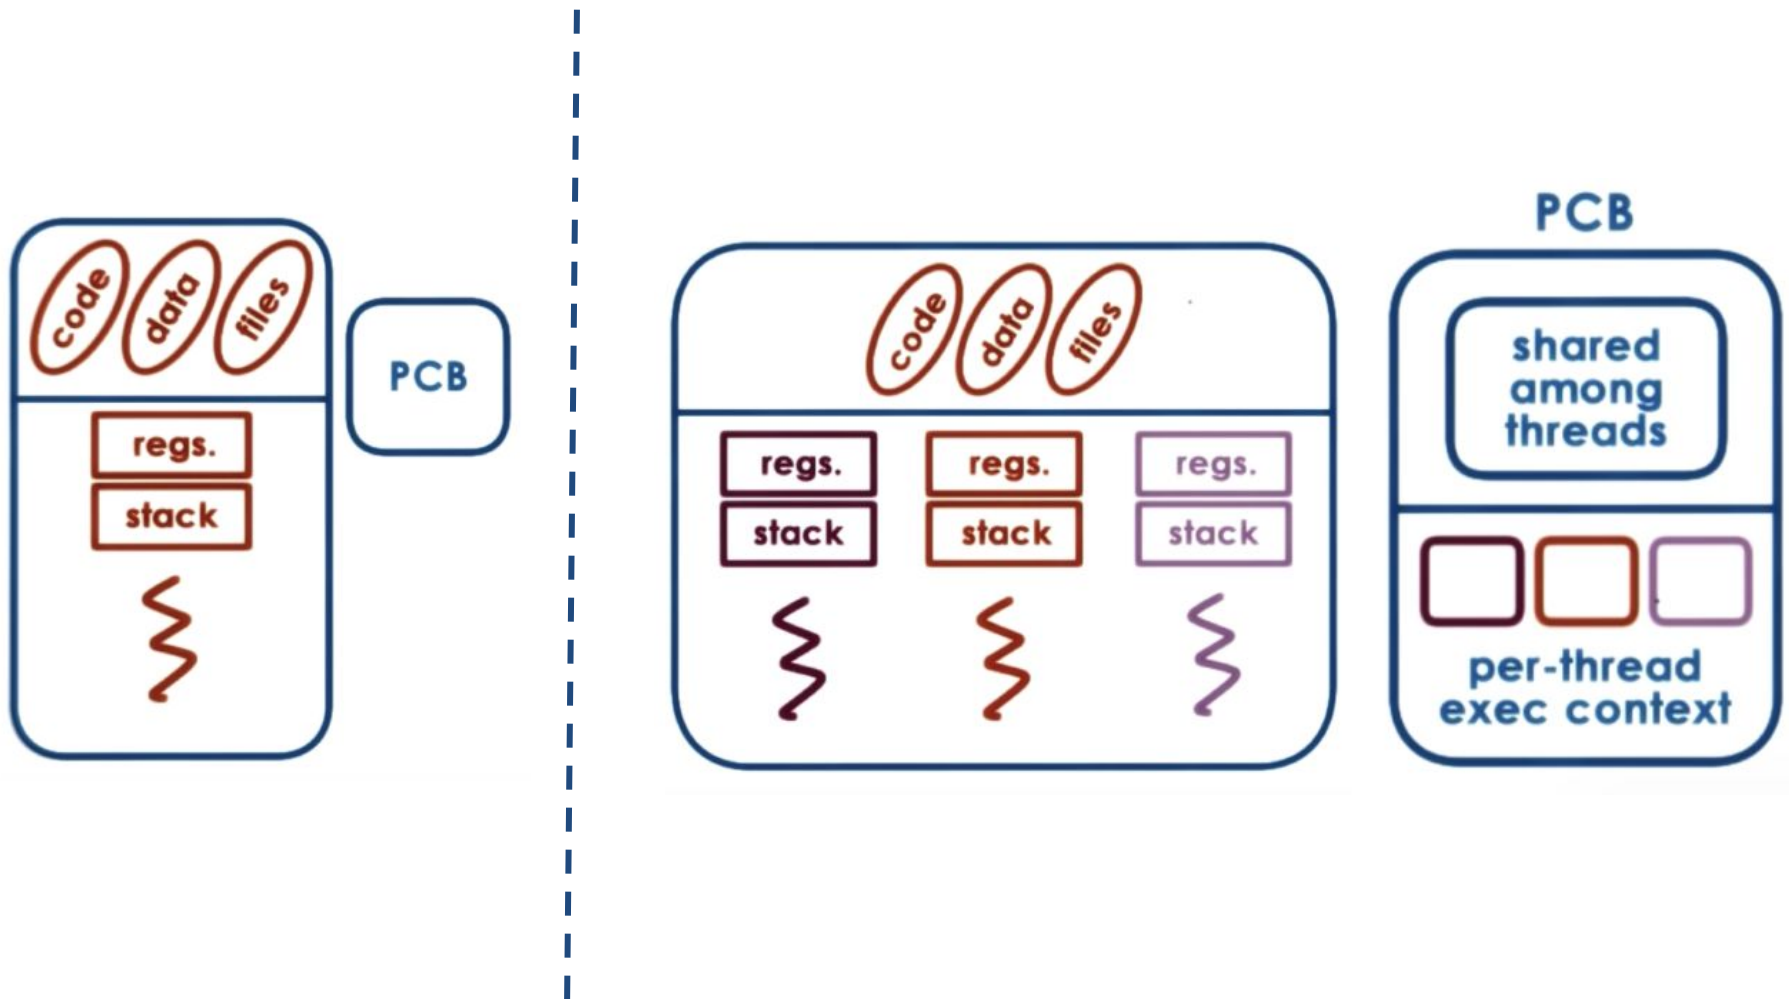 code data files
PCB
regs.
stack
code data files
regs. regs. regs.
stack stack stack
PCB
shared
among
threads
per-thread
exec context